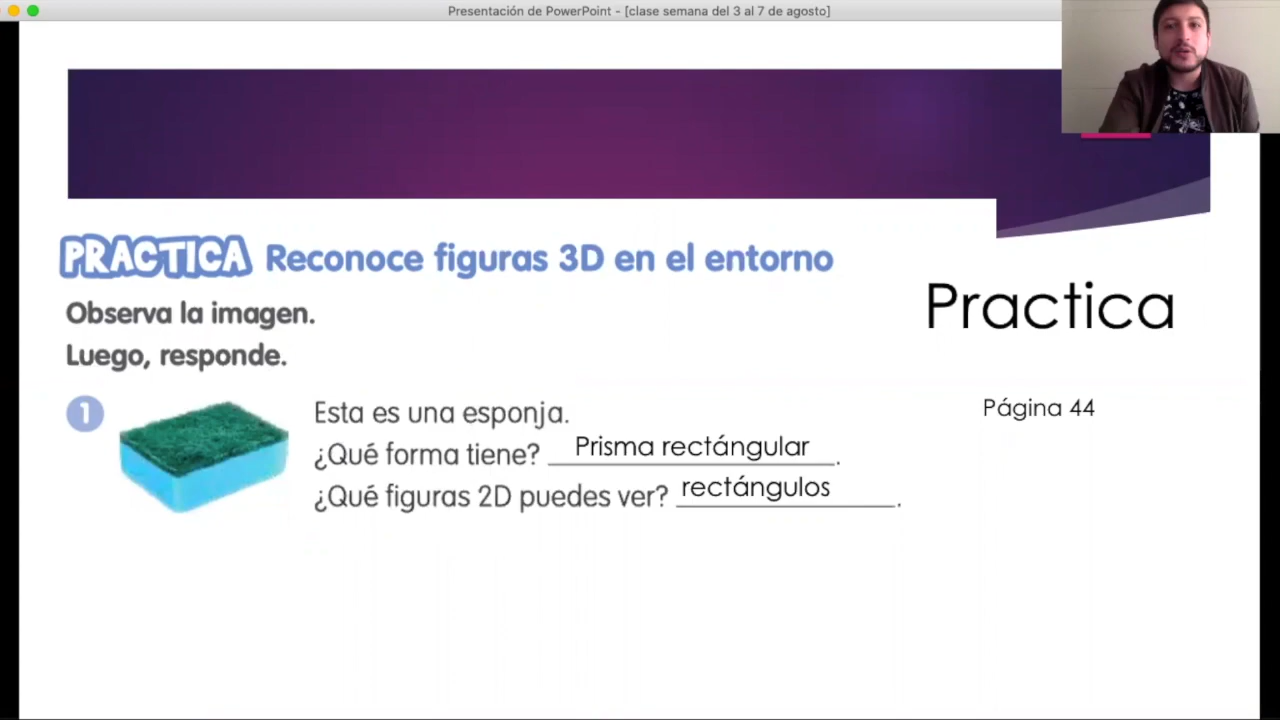 Presentación de PowerPoint - [clase semana del 3 al 7 de agosto]
PRACTICA Reconoce figuras 3D en el entorno
Observa la imagen.
Luego, responde.
Practica
Página 44
1 Esta es una esponja.
¿Qué forma tiene? Prisma rectángular.
¿Qué figuras 2D puedes ver? rectángulos.